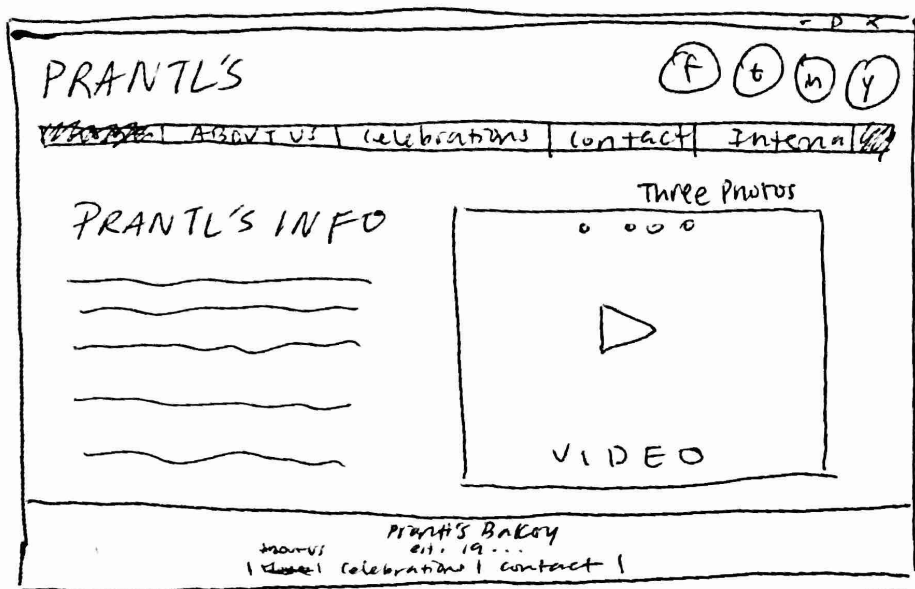 PRANTL'S f t in y
ABOUT US | Celebrations | Contact | Interna
Three Photos
PRANTL'S INFO
VIDEO
Prantl's Bakery
est. 19...
| Celebrations | contact |